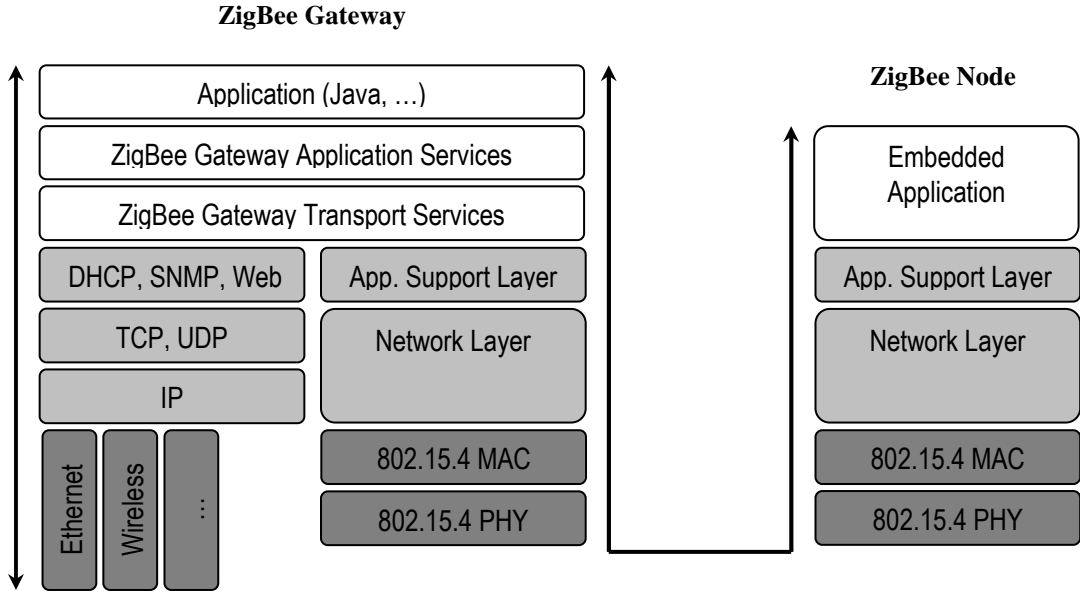 ZigBee Gateway
Application (Java, …)
ZigBee Gateway Application Services
ZigBee Gateway Transport Services
DHCP, SNMP, Web
TCP, UDP
IP
Ethernet
Wireless
…
App. Support Layer
Network Layer
802.15.4 MAC
802.15.4 PHY
ZigBee Node
Embedded
Application
App. Support Layer
Network Layer
802.15.4 MAC
802.15.4 PHY